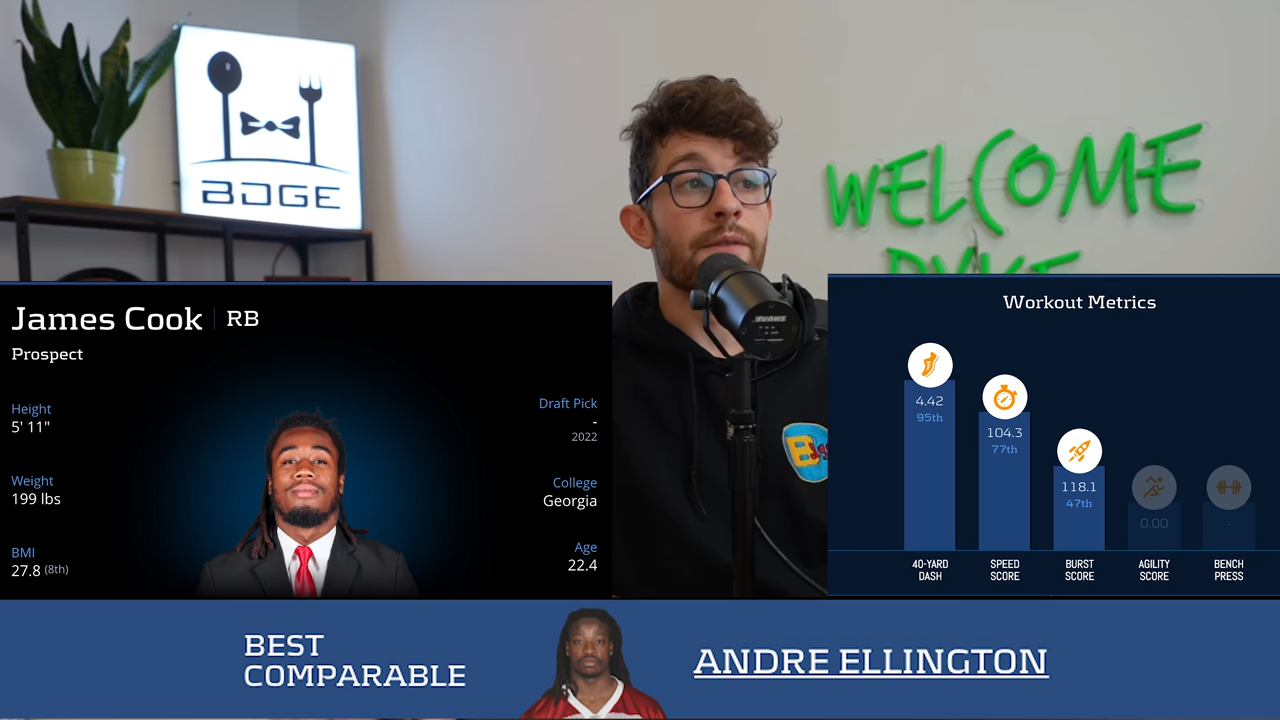 BDGE
WELCOME
James Cook | RB
Prospect
Height
5' 11"
Weight
199 lbs
BMI
27.8 (8th)
Draft Pick
-
2022
College
Georgia
Age
22.4
Workout Metrics
4.42
95th
104.3
77th
118.1
47th
0.00
-
40-YARD
DASH
SPEED
SCORE
BURST
SCORE
AGILITY
SCORE
BENCH
PRESS
BEST
COMPARABLE
ANDRE ELLINGTON